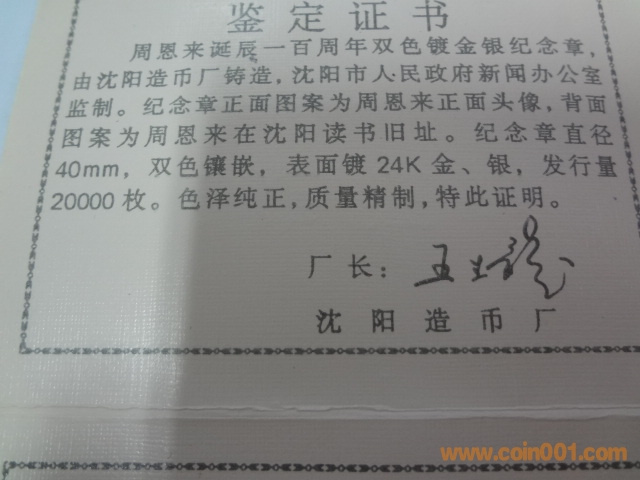 鉴定证书
周恩来诞辰一百周年双色镀金银纪念章,
由沈阳造币厂铸造,沈阳市人民政府新闻办公室
监制。纪念章正面图案为周恩来正面头像,背面
图案为周恩来在沈阳读书旧址。纪念章直径
40mm,双色镶嵌,表面镀24K金、银,发行量
20000枚。色泽纯正,质量精制,特此证明。
厂长:
沈阳造币厂
www.coin001.com